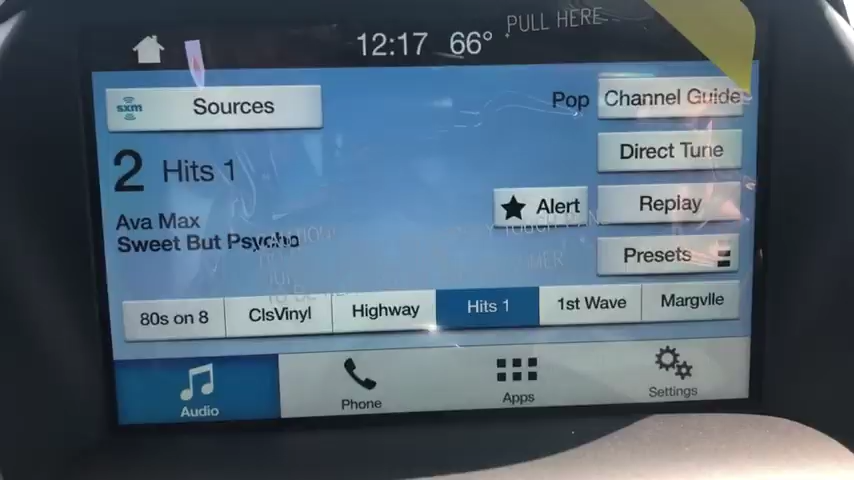 12:17 66°
PULL HERE
sxm Sources
Pop
Channel Guide
2 Hits 1
Direct Tune
Ava Max
Alert
Replay
Sweet But Psycho
Presets
80s on 8
ClsVinyl
Highway
Hits 1
1st Wave
Margvlle
Audio
Phone
Apps
Settings